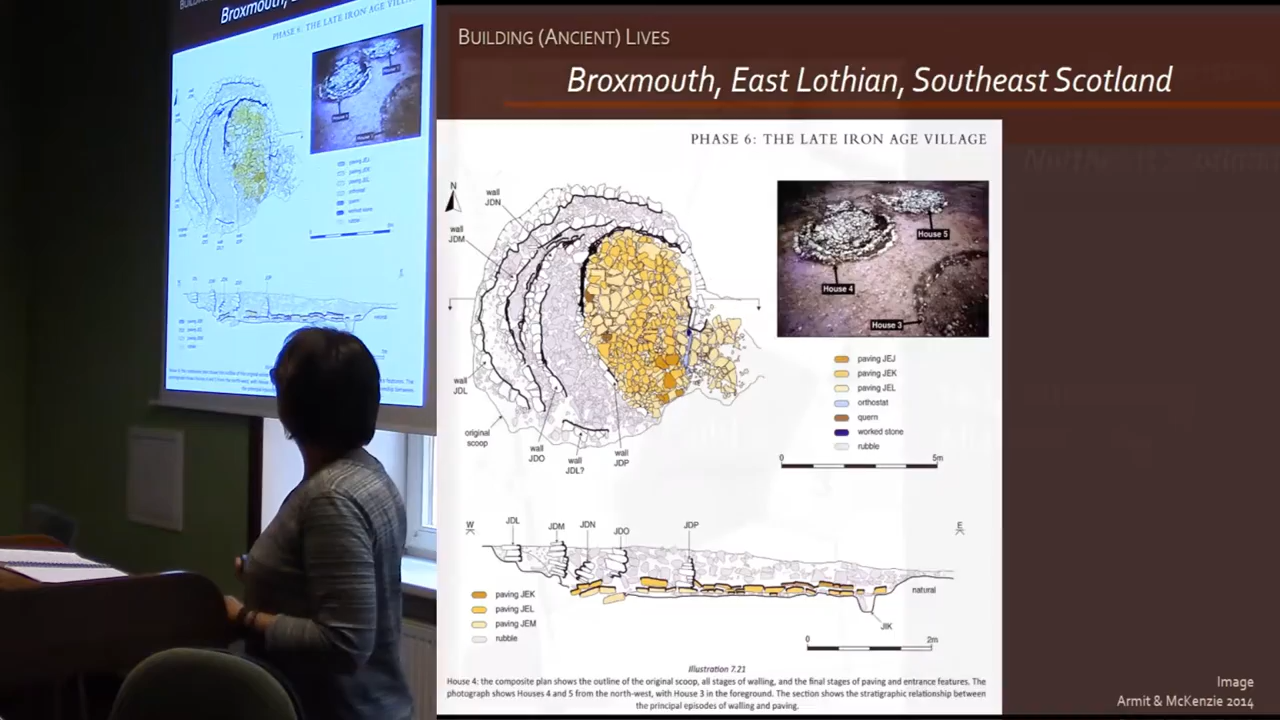 BUILDING (ANCIENT) LIVES
Broxmouth, East Lothian, Southeast Scotland
PHASE 6: THE LATE IRON AGE VILLAGE
N
wall
JDN
wall
JDM
House 5
House 4
House 3
paving JEJ
paving JEK
paving JEL
orthostat
quern
worked stone
rubble
0
5m
wall
JDL
original
scoop
wall
JDO
wall
JDL?
wall
JDP
W
JDL
JDM
JDN
JDO
JDP
E
natural
JIK
paving JEK
paving JEL
paving JEM
rubble
0
2m
Illustration 7.21
House 4: the composite plan shows the outline of the original scoop, all stages of walling, and the final stages of paving and entrance features. The
photograph shows Houses 4 and 5 from the north-west, with House 3 in the foreground. The section shows the stratigraphic relationship between
the principal episodes of walling and paving.
Image
Armit & McKenzie 2014